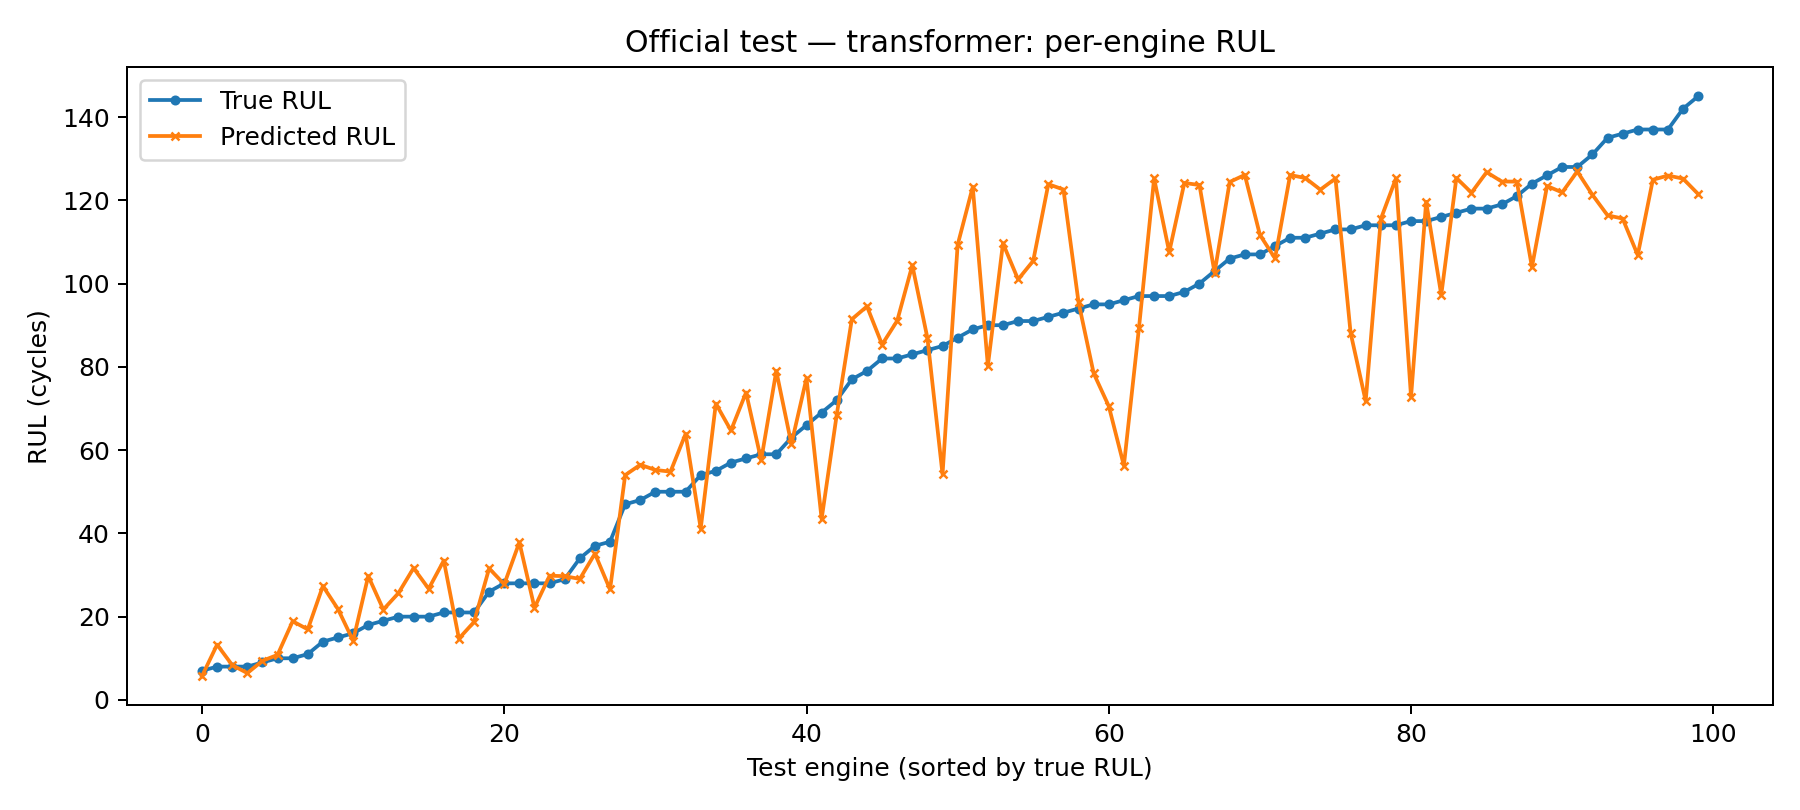 Official test — transformer: per-engine RUL
True RUL
Predicted RUL
RUL (cycles)
140
120
100
80
60
40
20
0
0 20 40 60 80 100
Test engine (sorted by true RUL)